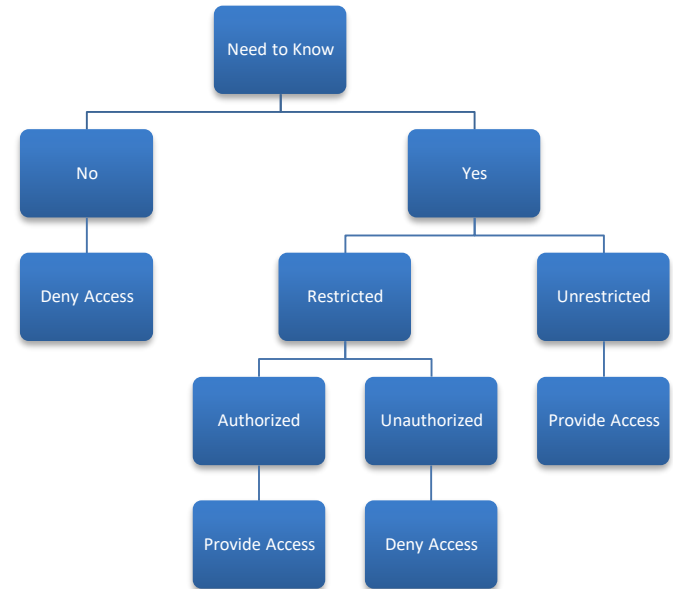 Need to Know
No
Yes
Deny Access
Restricted
Unrestricted
Authorized
Unauthorized
Provide Access
Provide Access
Deny Access